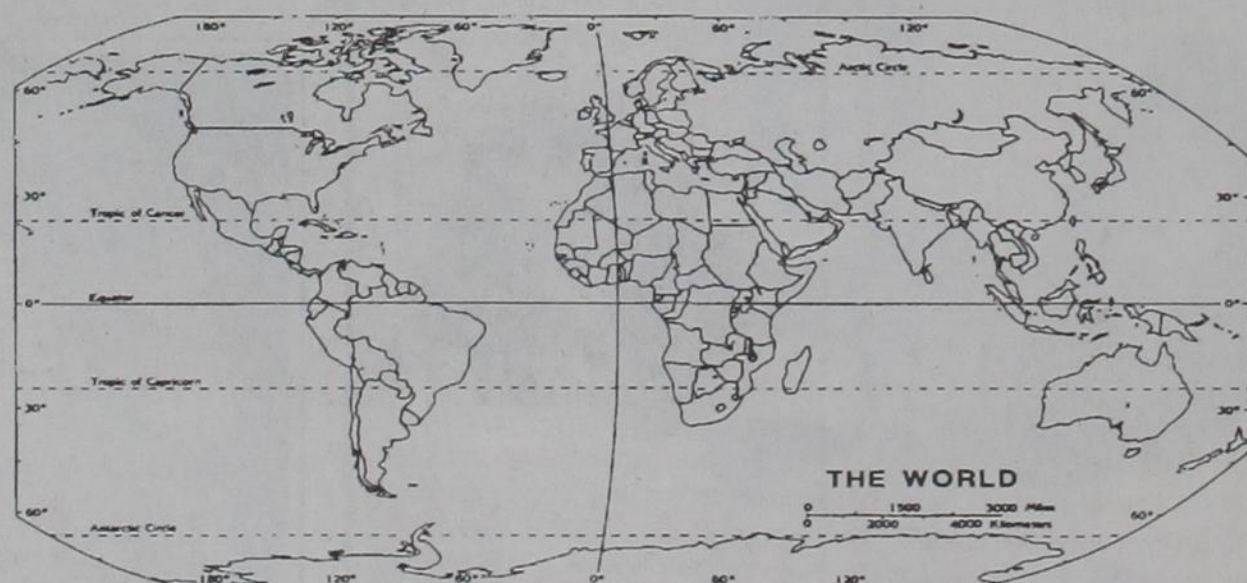 180° 120° 60° 0° 60° 120°
Arctic Circle
60° 60°
30° 30°
Tropic of Cancer
Equator
0° 0°
Tropic of Capricorn
30° 30°
THE WORLD
0 1500 3000 Miles
0 2000 4000 Kilometers
60° 60°
Antarctic Circle
180° 120° 60° 0° 60° 120°